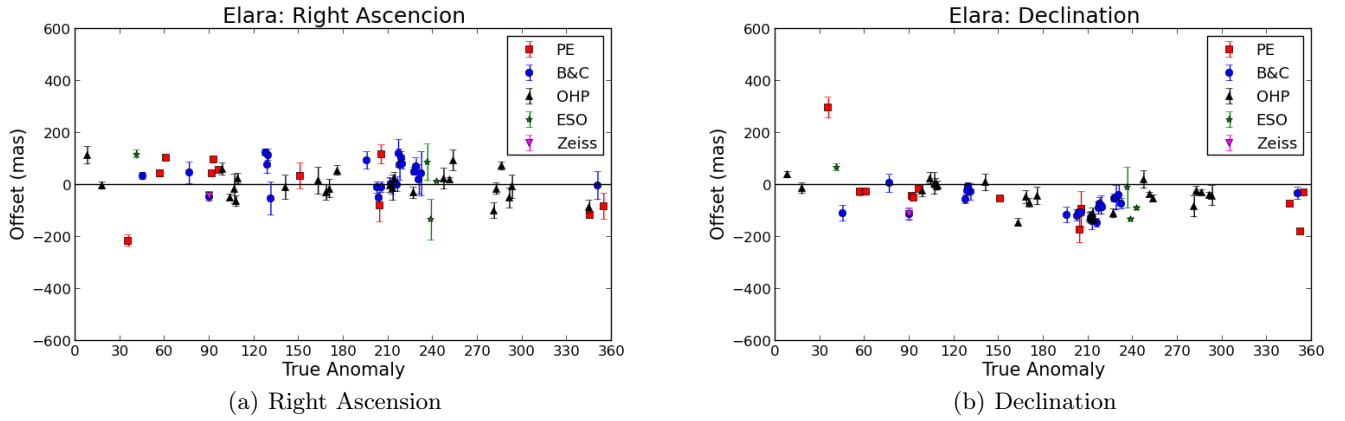 Elara: Right Ascencion
600
400
200
0
−200
−400
−600
Offset (mas)
PE
B&C
OHP
ESO
Zeiss
0 30 60 90 120 150 180 210 240 270 300 330 360
True Anomaly
(a) Right Ascension
Elara: Declination
600
400
200
0
−200
−400
−600
Offset (mas)
PE
B&C
OHP
ESO
Zeiss
0 30 60 90 120 150 180 210 240 270 300 330 360
True Anomaly
(b) Declination